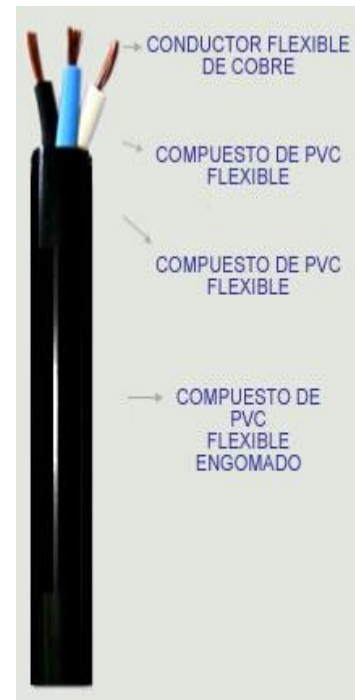 CONDUCTOR FLEXIBLE
DE COBRE
COMPUESTO DE PVC
FLEXIBLE
COMPUESTO DE PVC
FLEXIBLE
COMPUESTO DE
PVC
FLEXIBLE
ENGOMADO